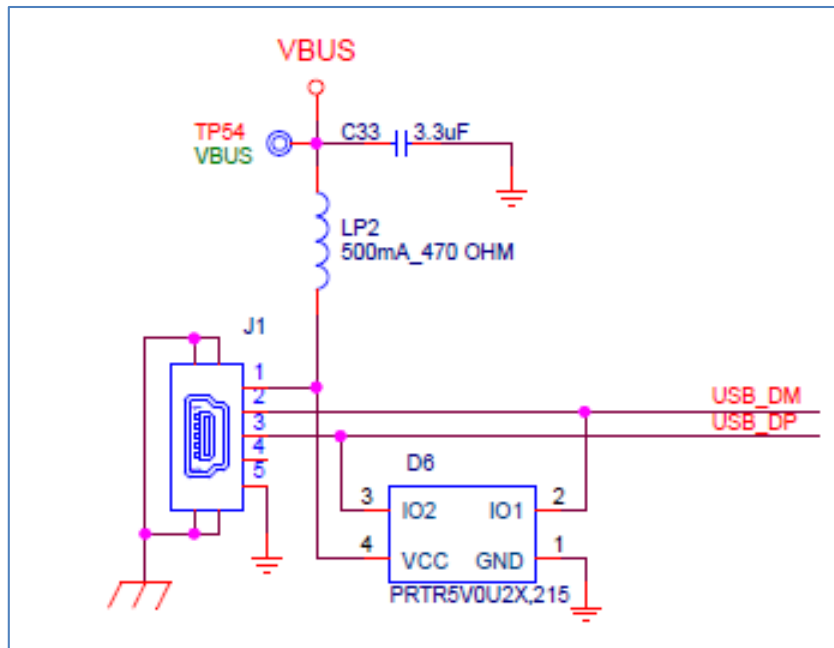 VBUS
TP54
VBUS
C33 3.3uF
LP2
500mA_470 OHM
J1
1
2
3
4
5
USB_DM
USB_DP
D6
3 IO2 IO1 2
4 VCC GND 1
PRTR5V0U2X,215